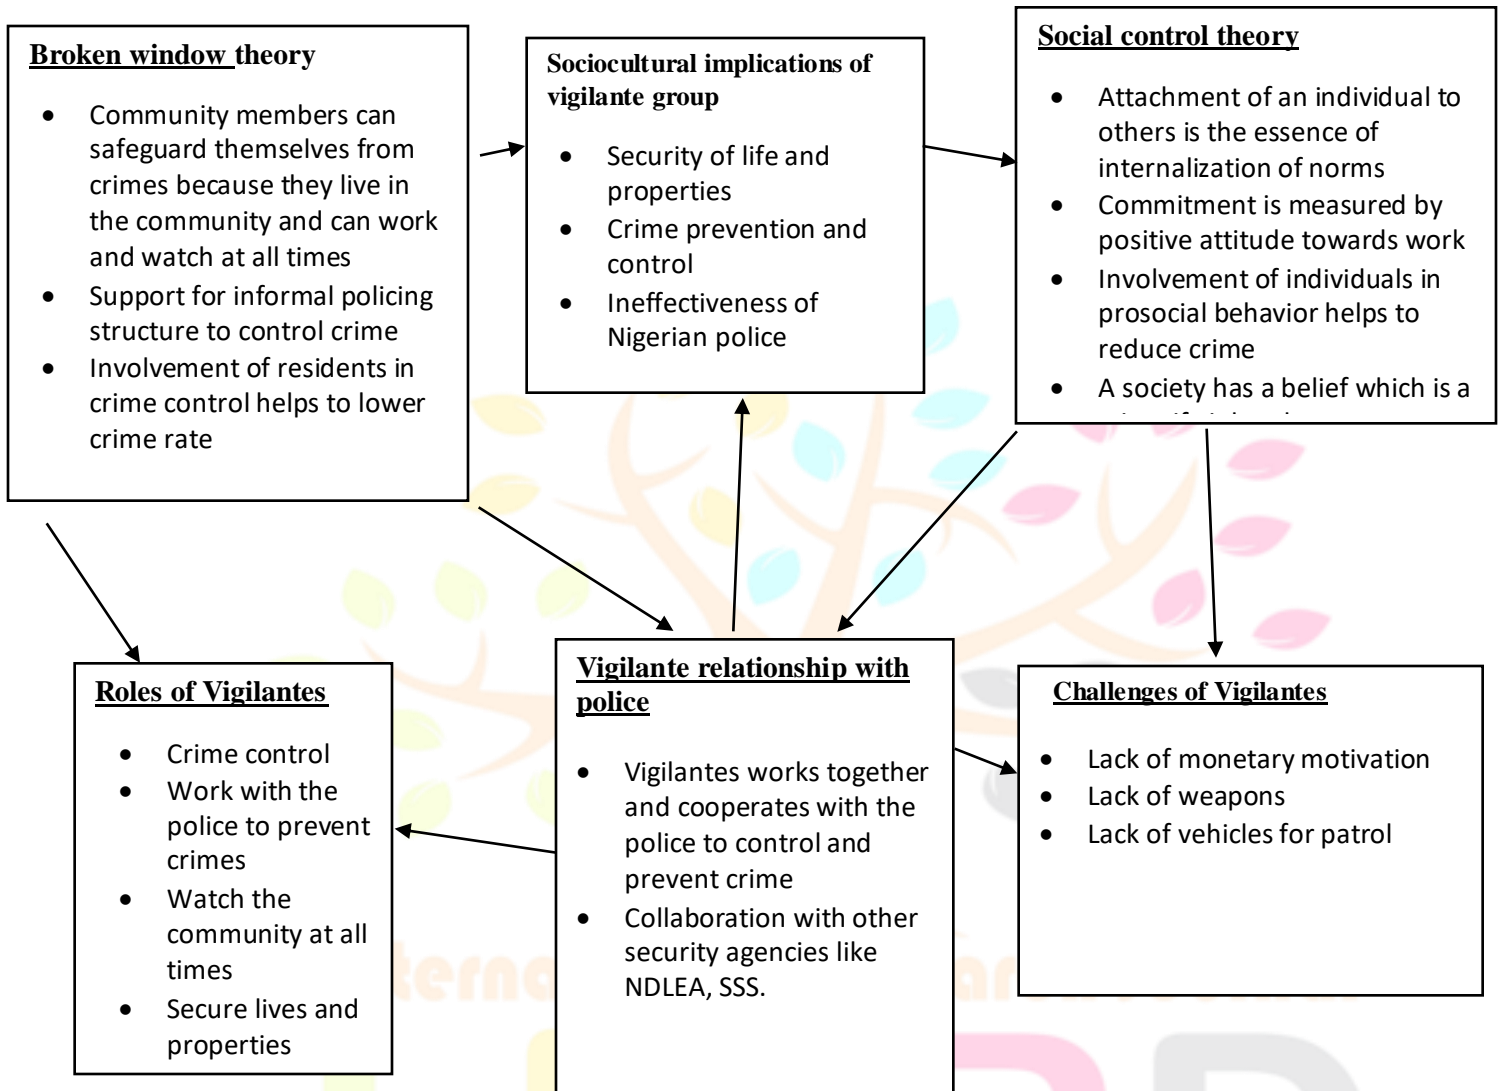 Broken window theory
• Community members can
safeguard themselves from
crimes because they live in
the community and can work
and watch at all times
• Support for informal policing
structure to control crime
• Involvement of residents in
crime control helps to lower
crime rate
Sociocultural implications of
vigilante group
• Security of life and
properties
• Crime prevention and
control
• Ineffectiveness of
Nigerian police
Social control theory
• Attachment of an individual to
others is the essence of
internalization of norms
• Commitment is measured by
positive attitude towards work
• Involvement of individuals in
prosocial behavior helps to
reduce crime
• A society has a belief which is a
Roles of Vigilantes
• Crime control
• Work with the
police to prevent
crimes
• Watch the
community at all
times
• Secure lives and
properties
Vigilante relationship with
police
• Vigilantes works together
and cooperates with the
police to control and
prevent crime
• Collaboration with other
security agencies like
NDLEA, SSS.
Challenges of Vigilantes
• Lack of monetary motivation
• Lack of weapons
• Lack of vehicles for patrol